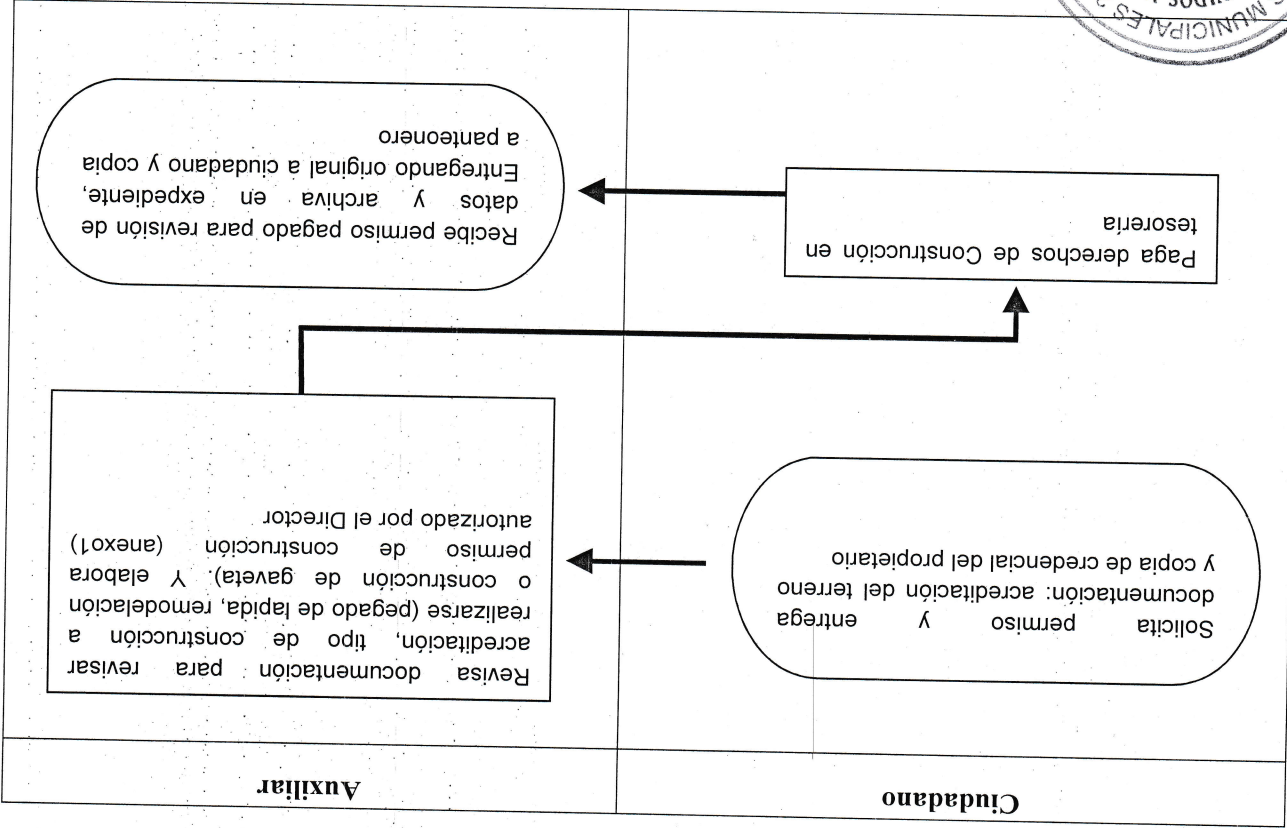 Ciudadano
Auxiliar
Solicita permiso y entrega
documentación: acreditación del terreno
y copia de credencial del propietario
Revisa documentación para revisar
acreditación, tipo de construcción a
realizarse (pegado de lapida, remodelación
o construcción de gaveta). Y elabora
permiso de construcción (anexo1)
autorizado por el Director
Paga derechos de Construcción en
tesorería
Recibe permiso pagado para revisión de
datos y archiva en expediente,
Entregando original a ciudadano y copia
a panteonero
MUNICIPALES